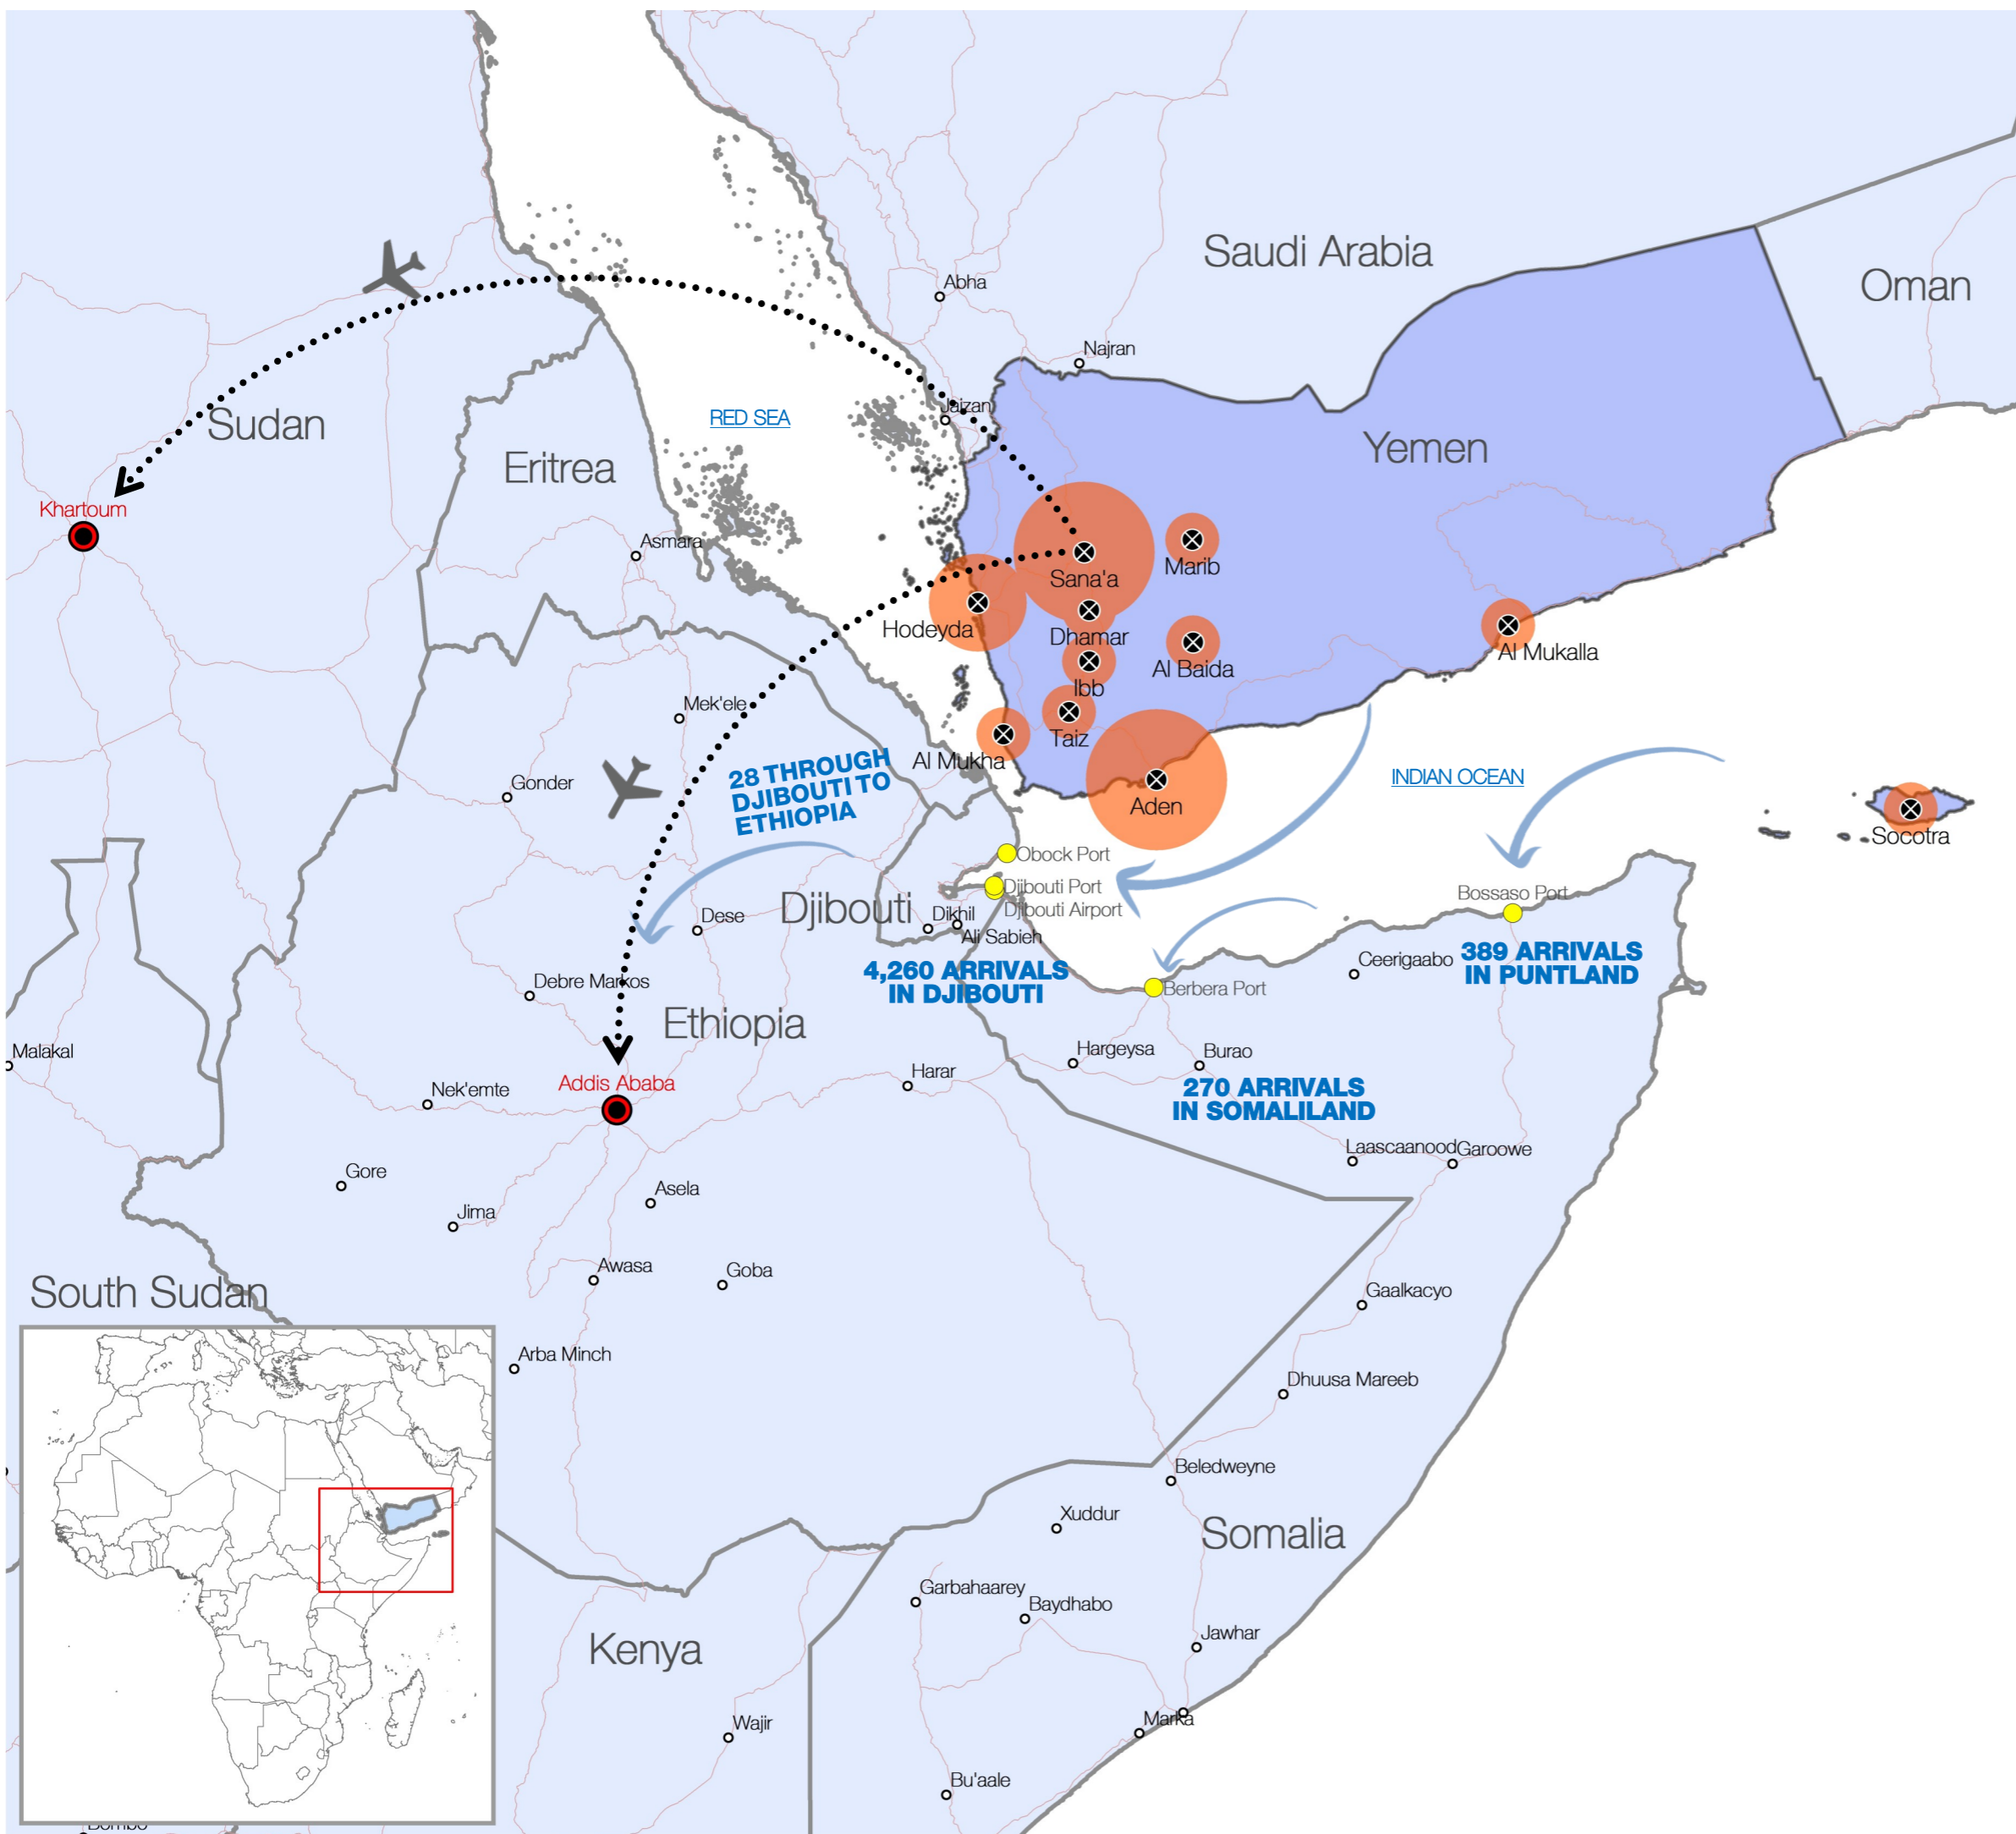 Saudi Arabia
Oman
Abha
Najran
Jaizan
RED SEA
Sudan
Eritrea
Yemen
Khartoum
Asmara
Sana'a
Marib
Hodeyda
Dhamar
Al Baida
Al Mukalla
Ibb
Taiz
Al Mukha
Mek'ele
28 THROUGH
DJIBOUTI TO
ETHIOPIA
Gonder
Aden
INDIAN OCEAN
Socotra
Obock Port
Djibouti Port
Djibouti Airport
Djibouti
Dikhil
Ali Sabieh
Dese
Bossaso Port
4,260 ARRIVALS
IN DJIBOUTI
Ceerigaabo
389 ARRIVALS
IN PUNTLAND
Debre Markos
Berbera Port
Ethiopia
Malakal
Hargeysa
Burao
Addis Ababa
Nek'emte
Harar
270 ARRIVALS
IN SOMALILAND
Laascaanood
Garoowe
Gore
Asela
Jima
Awasa
Goba
South Sudan
Gaalkacyo
Arba Minch
Dhuusa Mareeb
Beledweyne
Xuddur
Somalia
Garbahaarey
Baydhabo
Kenya
Jawhar
Marka
Wajir
Bu'aale